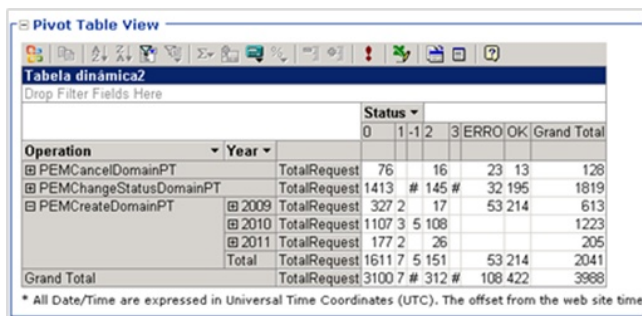 Pivot Table View
Tabela dinámica2
Drop Filter Fields Here
Status
0 1 -1 2 3 ERRO OK Grand Total
Operation Year
PEMCancelDomainPT TotalRequest 76 16 23 13 128
PEMChangeStatusDomainPT TotalRequest 1413 # 145 # 32 195 1819
PEMCreateDomainPT 2009 TotalRequest 327 2 17 53 214 613
2010 TotalRequest 1107 3 5 108 1223
2011 TotalRequest 177 2 26 205
Total TotalRequest 1611 7 5 151 53 214 2041
Grand Total TotalRequest 3100 7 # 312 # 108 422 3988
* All Date/Time are expressed in Universal Time Coordinates (UTC). The offset from the web site time